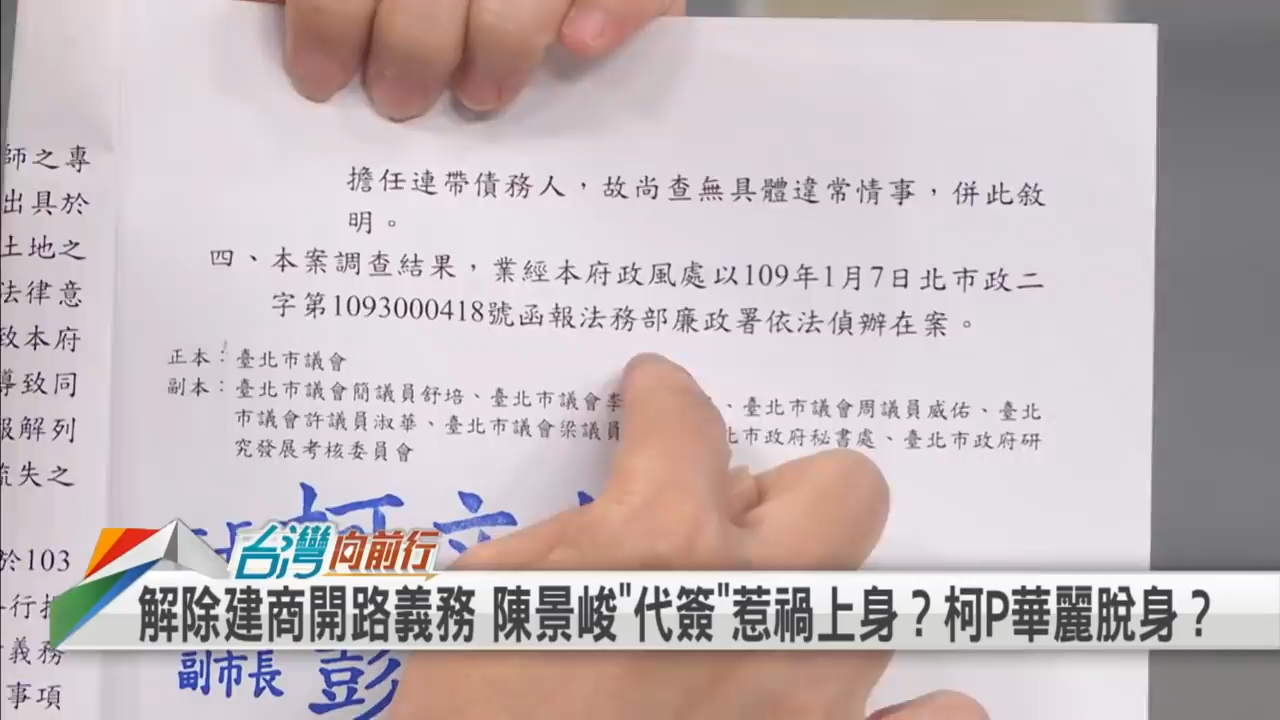 擔任連帶債務人，故尚查無具體違常情事，併此敘
明。
四、本案調查結果，業經本府政風處以109年1月7日北市政二
字第1093000418號函報法務部廉政署依法偵辦在案。
正本：臺北市議會
副本：臺北市議會簡議員舒培、臺北市議會李 、臺北市議會周議員威佑、臺北
市議會許議員淑華、臺北市議會梁議員 北市政府秘書處、臺北市政府研
究發展考核委員會
師之專
出具於
土地之
法律意
致本府
導致同
報解列
流失之
於103
行
義務
事項
柯文
副市長 彭
台灣向前行
解除建商開路義務 陳景峻"代簽"惹禍上身？柯P華麗脫身？